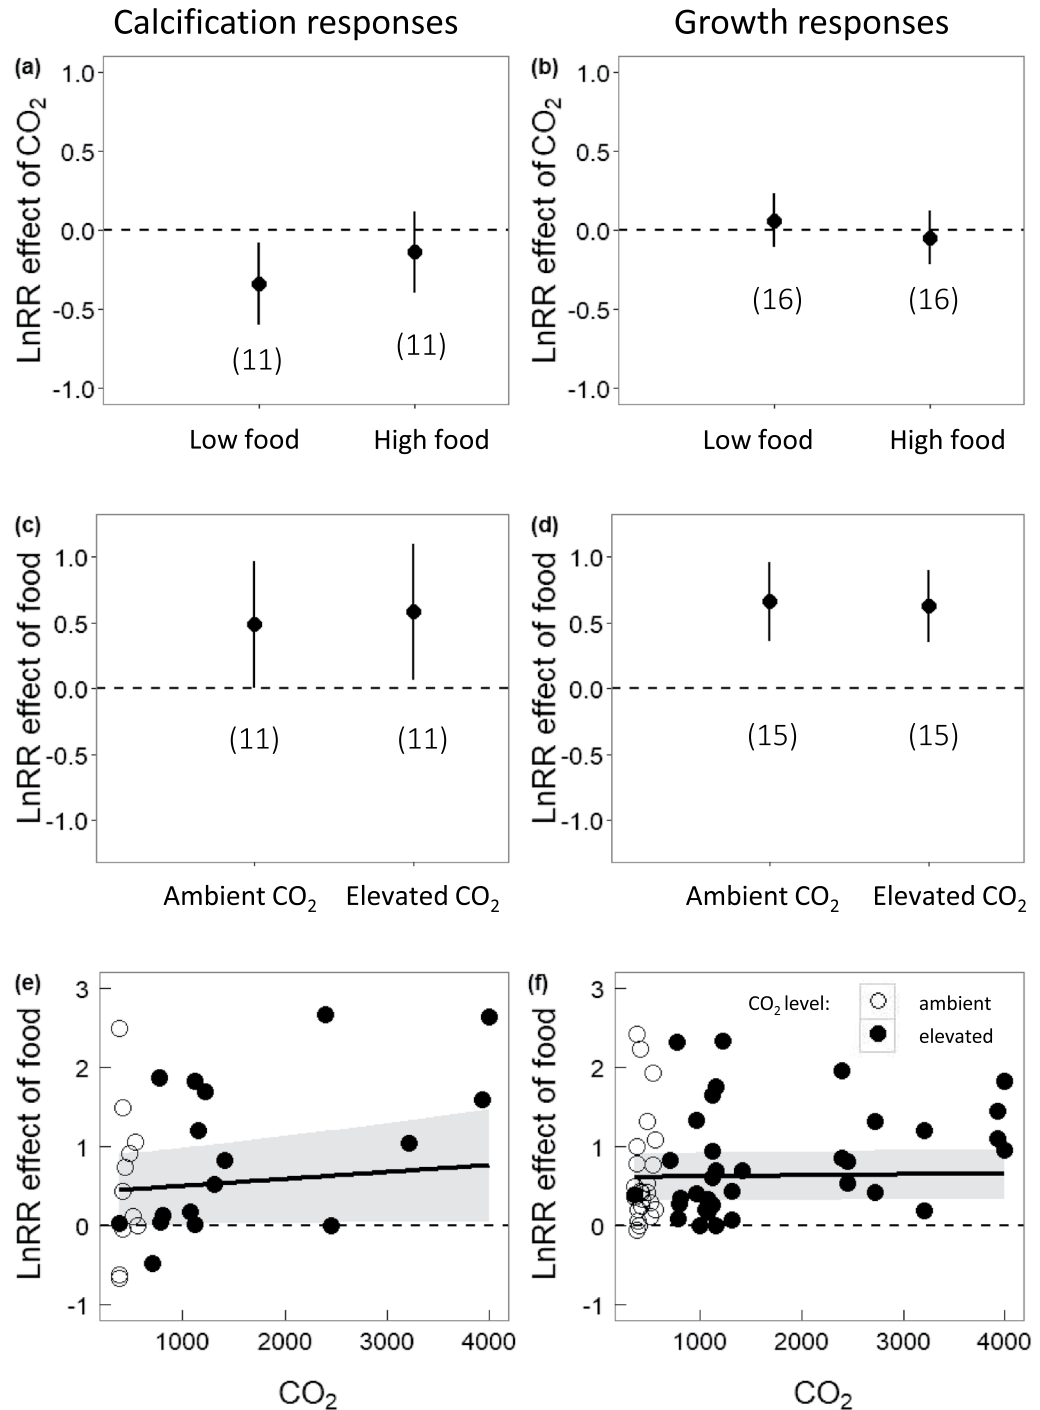 Calcification responses Growth responses
(a) (b)
LnRR effect of CO2 LnRR effect of CO2
1.0 1.0
0.5 0.5
0.0 0.0
-0.5 -0.5
-1.0 -1.0
(11) (11) (16) (16)
Low food High food Low food High food
(c) (d)
LnRR effect of food LnRR effect of food
1.0 1.0
0.5 0.5
0.0 0.0
-0.5 -0.5
-1.0 -1.0
(11) (11) (15) (15)
Ambient CO2 Elevated CO2 Ambient CO2 Elevated CO2
(e) (f)
LnRR effect of food LnRR effect of food
CO2 level: ambient
elevated
3 3
2 2
1 1
0 0
-1 -1
1000 2000 3000 4000 1000 2000 3000 4000
CO2 CO2